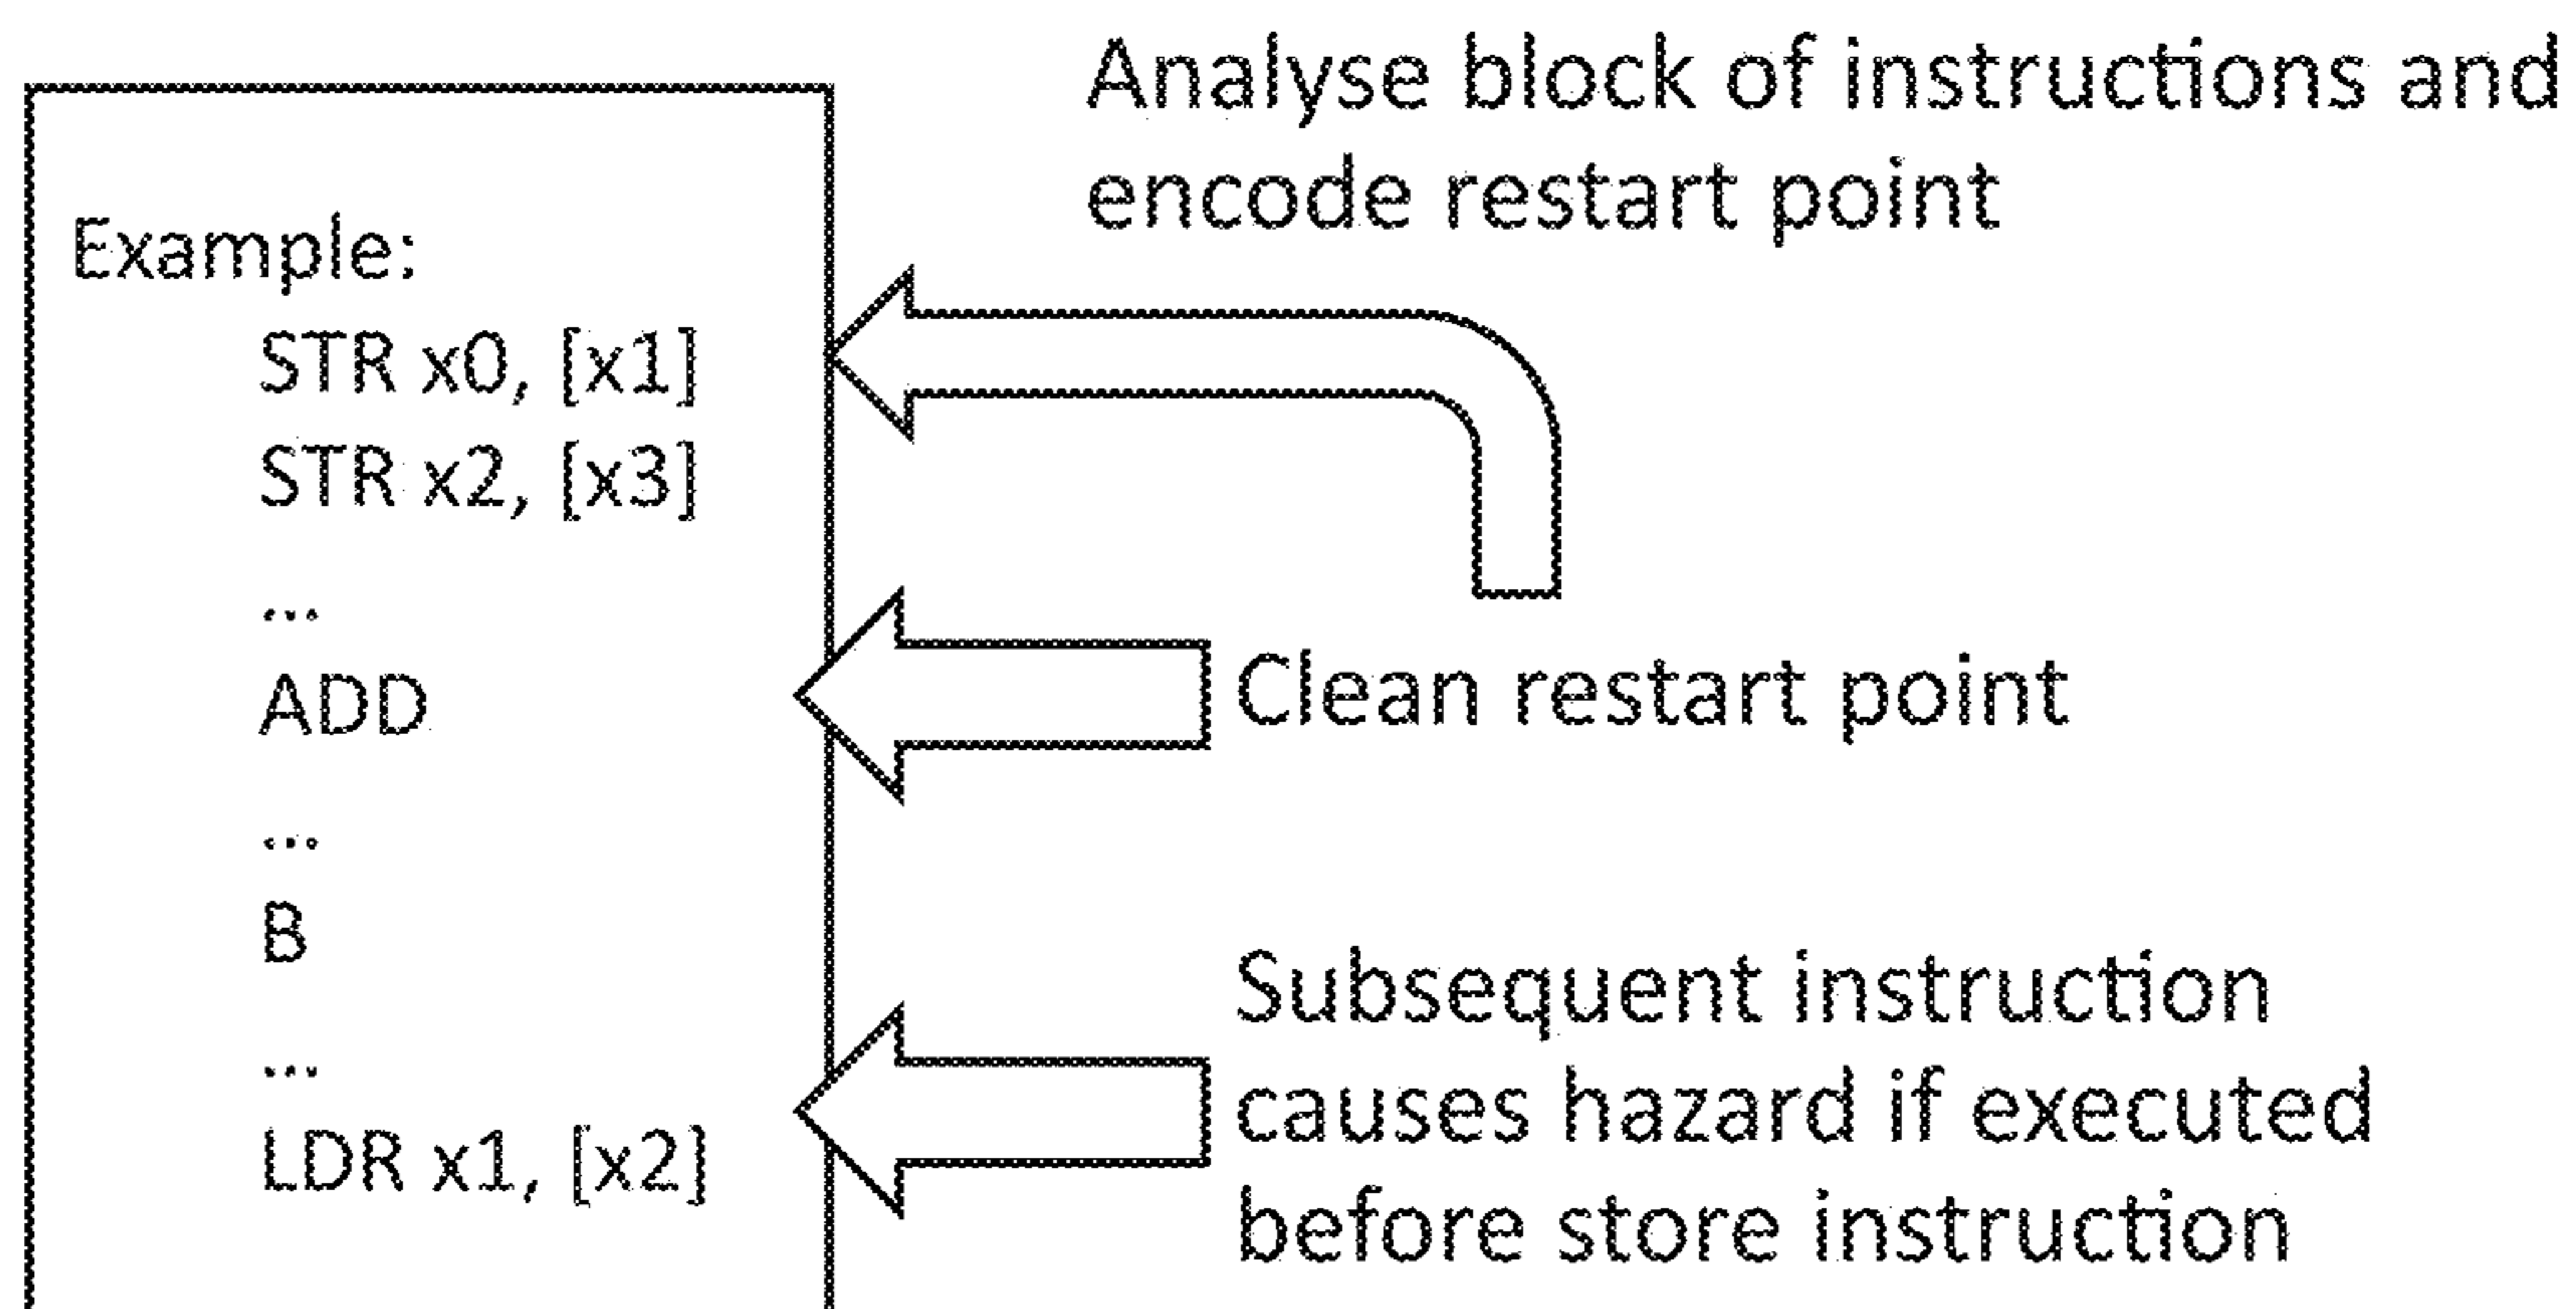 Analyse block of instructions and
encode restart point
Example:
STR x0, [x1]
STR x2, [x3]
...
ADD
Clean restart point
...
B
...
LDR x1, [x2]
Subsequent instruction
causes hazard if executed
before store instruction